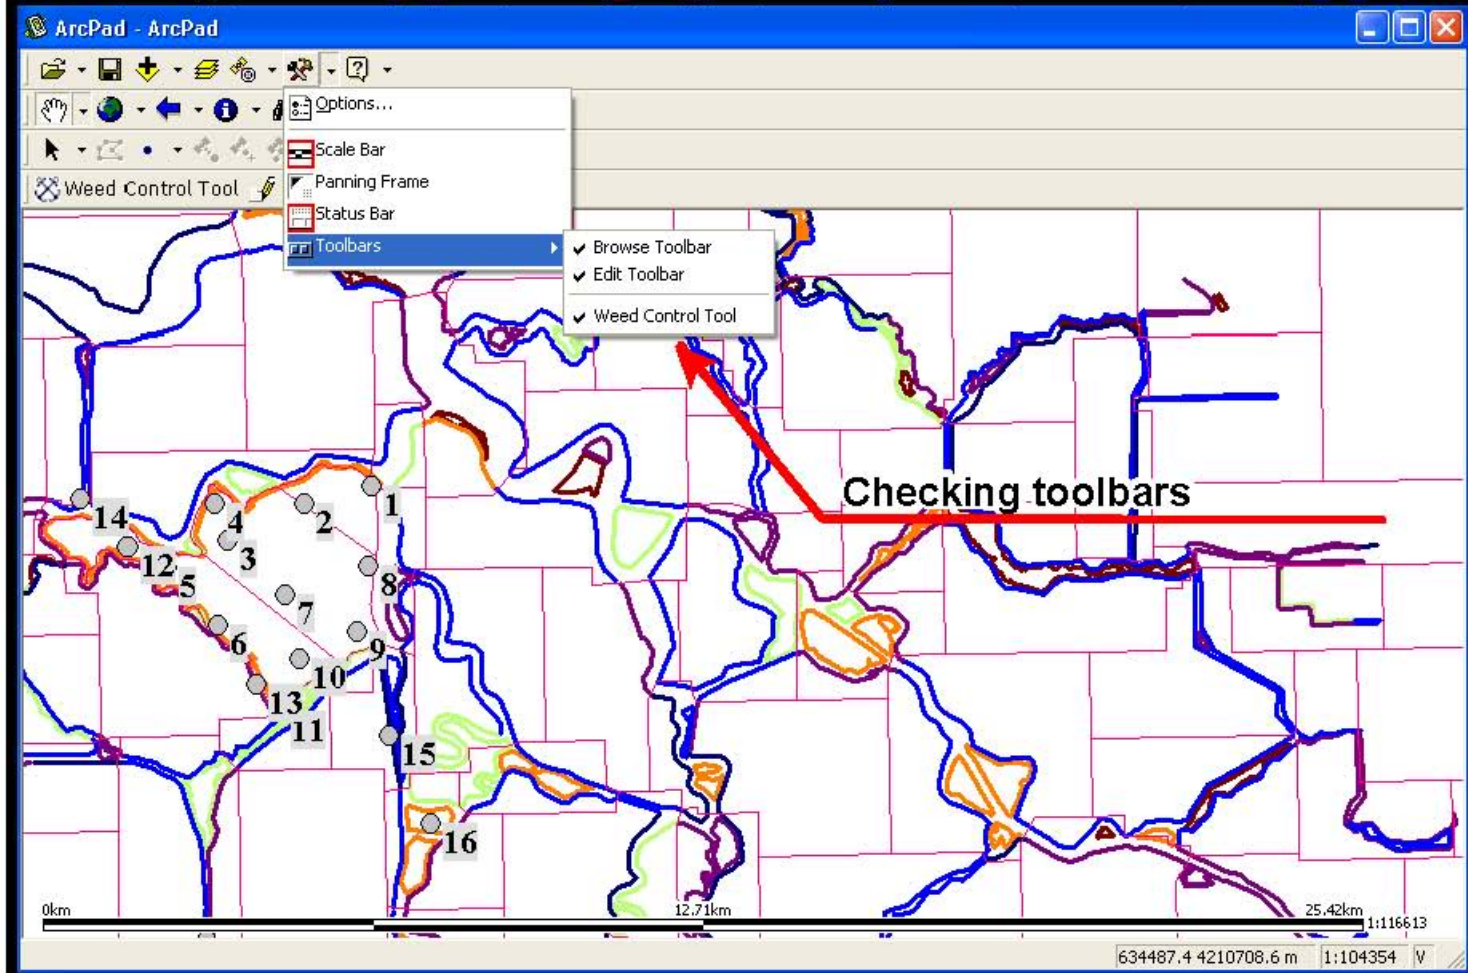 ArcPad - ArcPad
Options...
Scale Bar
Panning Frame
Weed Control Tool
Status Bar
Toolbars
Browse Toolbar
Edit Toolbar
Weed Control Tool
Checking toolbars
1
2
4
14
3
12
5
8
7
6
9
10
13
11
15
16
0km
12.71km
25.42km
1:116613
634487.4 4210708.6 m
1:104354
V